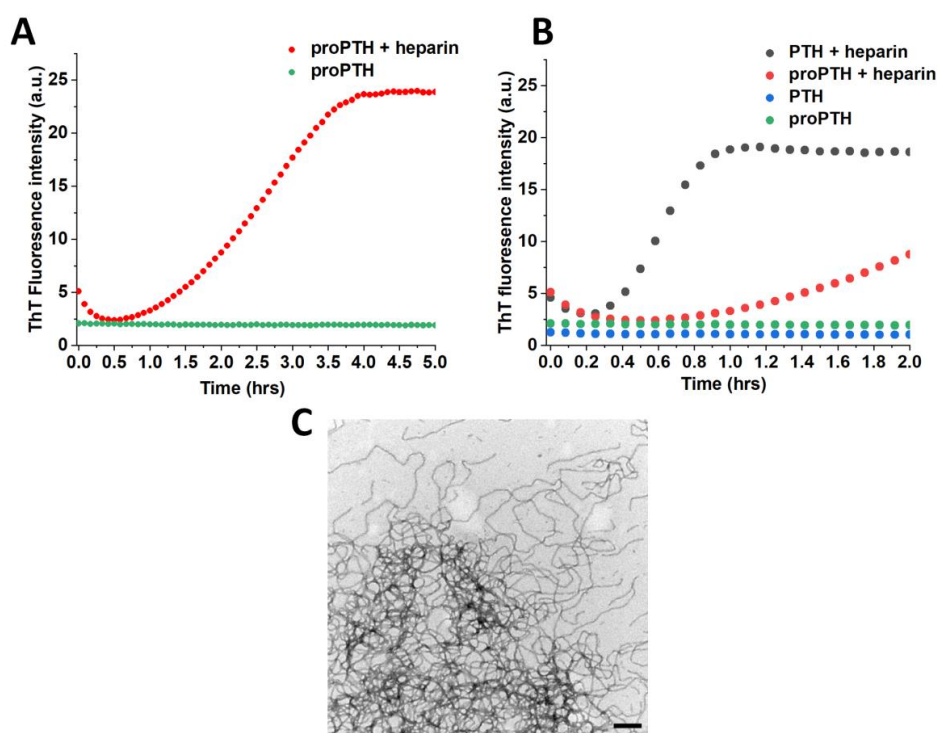 A
proPTH + heparin
proPTH
ThT Fluoresence intensity (a.u.)
25
20
15
10
5
0
0.0 0.5 1.0 1.5 2.0 2.5 3.0 3.5 4.0 4.5 5.0
Time (hrs)
B
PTH + heparin
proPTH + heparin
PTH
proPTH
ThT fluoresence intensity (a.u.)
25
20
15
10
5
0
0.0 0.2 0.4 0.6 0.8 1.0 1.2 1.4 1.6 1.8 2.0
Time (hrs)
C